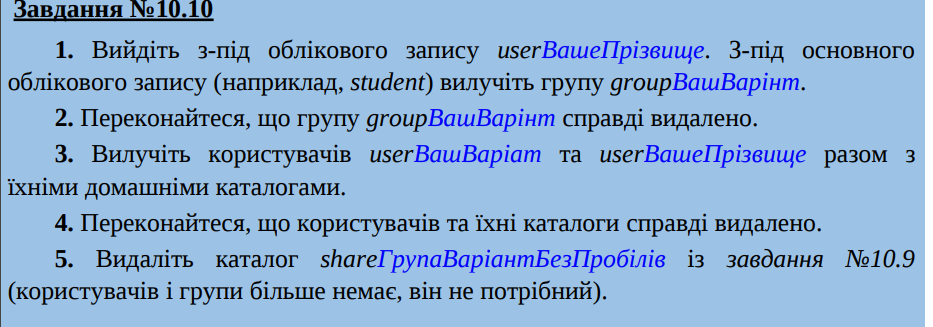 Завдання №10.10
1. Вийдіть з-під облікового запису userВашеПрізвище. З-під основного
облікового запису (наприклад, student) вилучіть групу groupВашВарінт.
2. Переконайтеся, що групу groupВашВарінт справді видалено.
3. Вилучіть користувачів userВашВаріат та userВашеПрізвище разом з
їхніми домашніми каталогами.
4. Переконайтеся, що користувачів та їхні каталоги справді видалено.
5. Видаліть каталог shareГрупаВаріантБезПробілів із завдання №10.9
(користувачів і групи більше немає, він не потрібний).